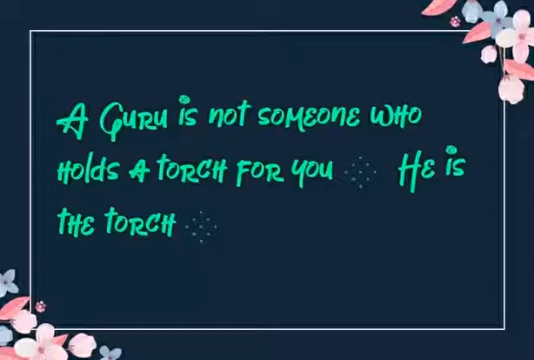 A Guru is not someone who
holds a torch for you ◌ He is
the torch ◌